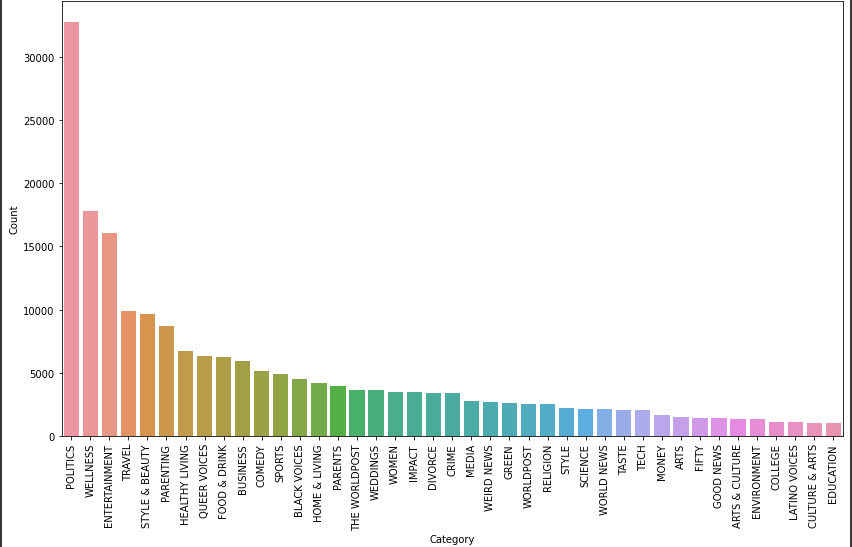 30000
25000
20000
15000
10000
5000
0
Count
POLITICS
WELLNESS
ENTERTAINMENT
TRAVEL
STYLE & BEAUTY
PARENTING
HEALTHY LIVING
QUEER VOICES
FOOD & DRINK
BUSINESS
COMEDY
SPORTS
BLACK VOICES
HOME & LIVING
PARENTS
THE WORLDPOST
WEDDINGS
WOMEN
IMPACT
DIVORCE
CRIME
MEDIA
WEIRD NEWS
GREEN
WORLDPOST
RELIGION
STYLE
SCIENCE
WORLD NEWS
TASTE
TECH
MONEY
ARTS
FIFTY
GOOD NEWS
ARTS & CULTURE
ENVIRONMENT
COLLEGE
LATINO VOICES
CULTURE & ARTS
EDUCATION
Category